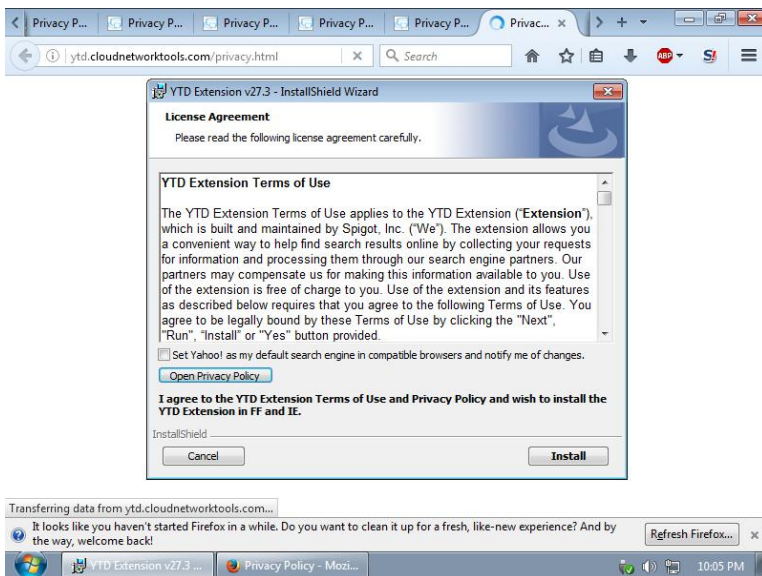 Privacy P...
Privacy P...
Privacy P...
Privacy P...
Privacy P...
Privac...
ytd.cloudnetworktools.com/privacy.html
Search
ABP
S!
YTD Extension v27.3 - InstallShield Wizard
License Agreement
Please read the following license agreement carefully.
YTD Extension Terms of Use
The YTD Extension Terms of Use applies to the YTD Extension (“Extension”),
which is built and maintained by Spigot, Inc. (“We”). The extension allows you
a convenient way to help find search results online by collecting your requests
for information and processing them through our search engine partners. Our
partners may compensate us for making this information available to you. Use
of the extension is free of charge to you. Use of the extension and its features
as described below requires that you agree to the following Terms of Use. You
agree to be legally bound by these Terms of Use by clicking the "Next",
"Run", “Install” or "Yes" button provided.
Set Yahoo! as my default search engine in compatible browsers and notify me of changes.
Open Privacy Policy
I agree to the YTD Extension Terms of Use and Privacy Policy and wish to install the
YTD Extension in FF and IE.
InstallShield
Cancel
Install
Transferring data from ytd.cloudnetworktools.com...
It looks like you haven't started Firefox in a while. Do you want to clean it up for a fresh, like-new experience? And by
the way, welcome back!
Refresh Firefox...
YTD Extension v27.3 ...
Privacy Policy - Mozi...
10:05 PM